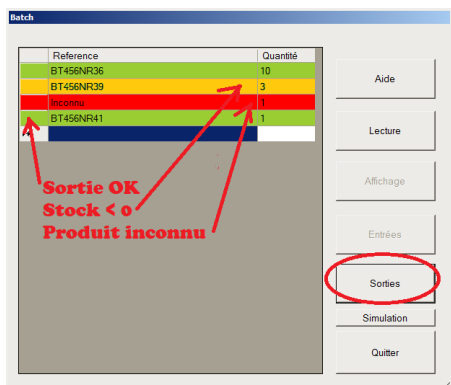 Batch
Reference Quantité
BT456NR36 10
BT456NR39 3
Inconnu 1
BT456NR41 1
Sortie OK
Stock < 0
Produit inconnu
Aide
Lecture
Affichage
Entrées
Sorties
Simulation
Quitter